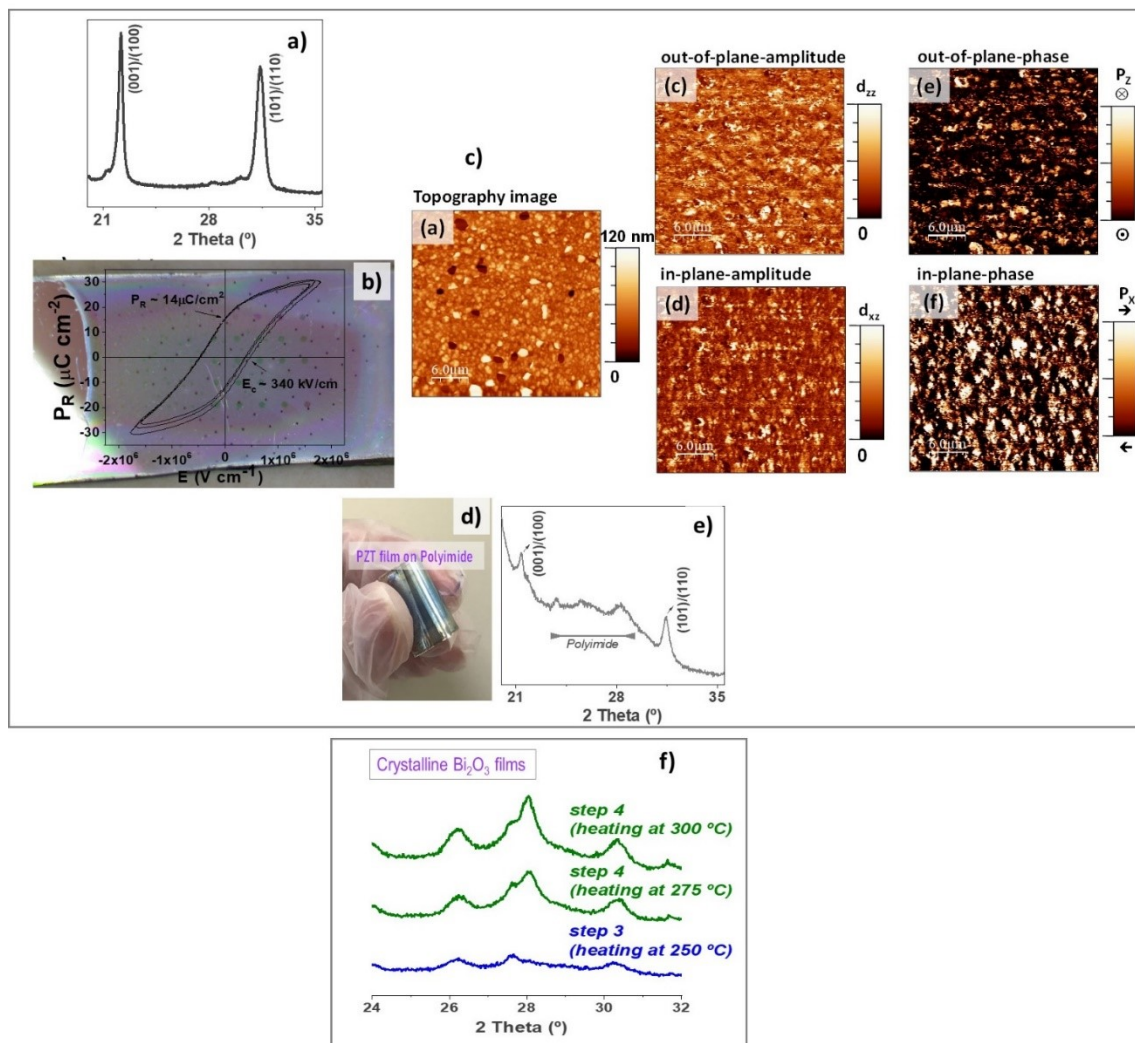 a)
(001)/(100)
(101)/(110)
21
28
35
2 Theta (º)
b)
30
20
10
0
-10
-20
-30
P_R (µC cm⁻²)
P_R ~ 14µC/cm²
E_c ~ 340 kV/cm
-2x10⁶
-1x10⁶
0
1x10⁶
2x10⁶
E (V cm⁻¹)
c)
Topography image
(a)
6.0µm
120 nm
0
out-of-plane-amplitude
(c)
6.0µm
d_zz
0
out-of-plane-phase
(e)
6.0µm
P_Z
⊗
⊙
in-plane-amplitude
(d)
6.0µm
d_xz
0
in-plane-phase
(f)
6.0µm
P_X
→
←
d)
PZT film on Polyimide
e)
(001)/(100)
(101)/(110)
Polyimide
21
28
35
2 Theta (º)
f)
Crystalline Bi₂O₃ films
step 4
(heating at 300 ºC)
step 4
(heating at 275 ºC)
step 3
(heating at 250 ºC)
24
26
28
30
32
2 Theta (°)